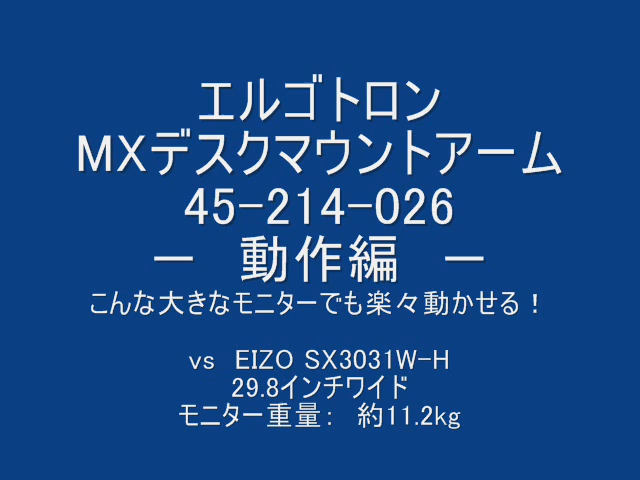 エルゴトロン
MXデスクマウントアーム
45-214-026
－　動作編　－
こんな大きなモニターでも楽々動かせる！
vs　EIZO SX3031W-H
29.8インチワイド
モニター重量：　約11.2kg